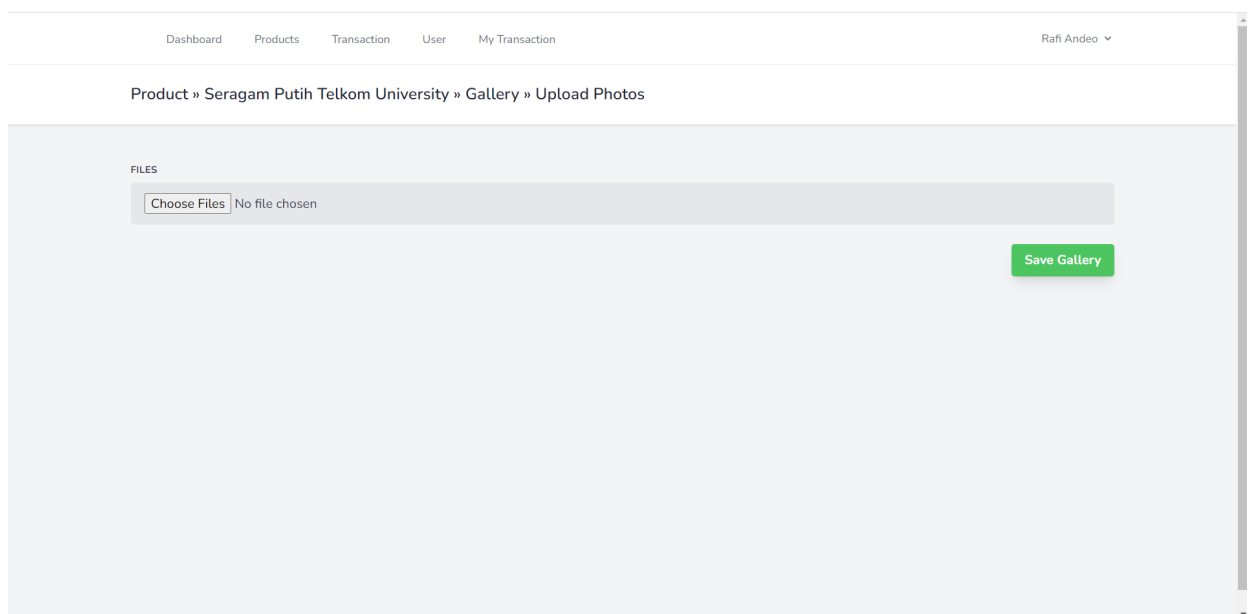 Dashboard Products Transaction User My Transaction Rafi Andeo
Product » Seragam Putih Telkom University » Gallery » Upload Photos
FILES
Choose Files No file chosen
Save Gallery